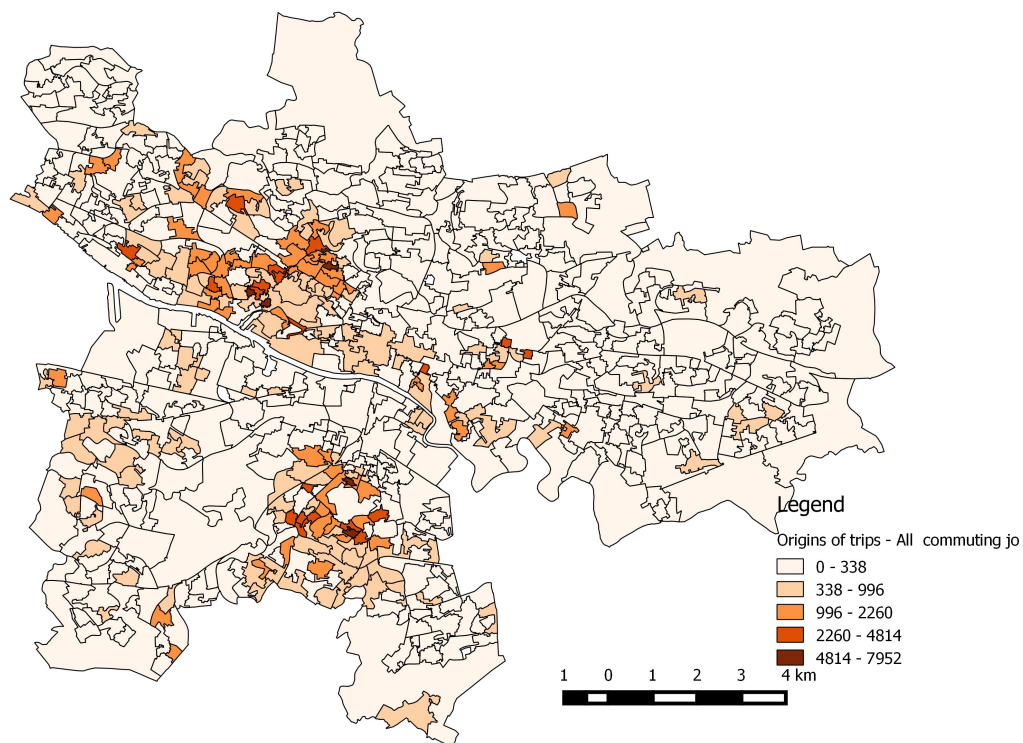 Legend
Origins of trips - All commuting jo
0 - 338
338 - 996
996 - 2260
2260 - 4814
4814 - 7952
1 0 1 2 3 4 km